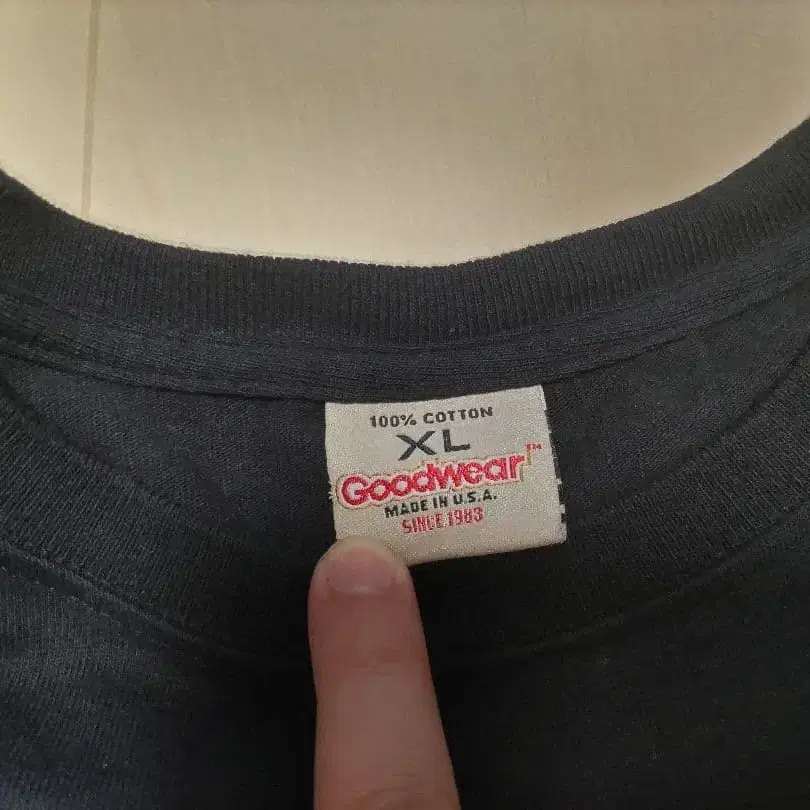 100% COTTON
XL
Goodwear™
MADE IN U.S.A.
SINCE 1983